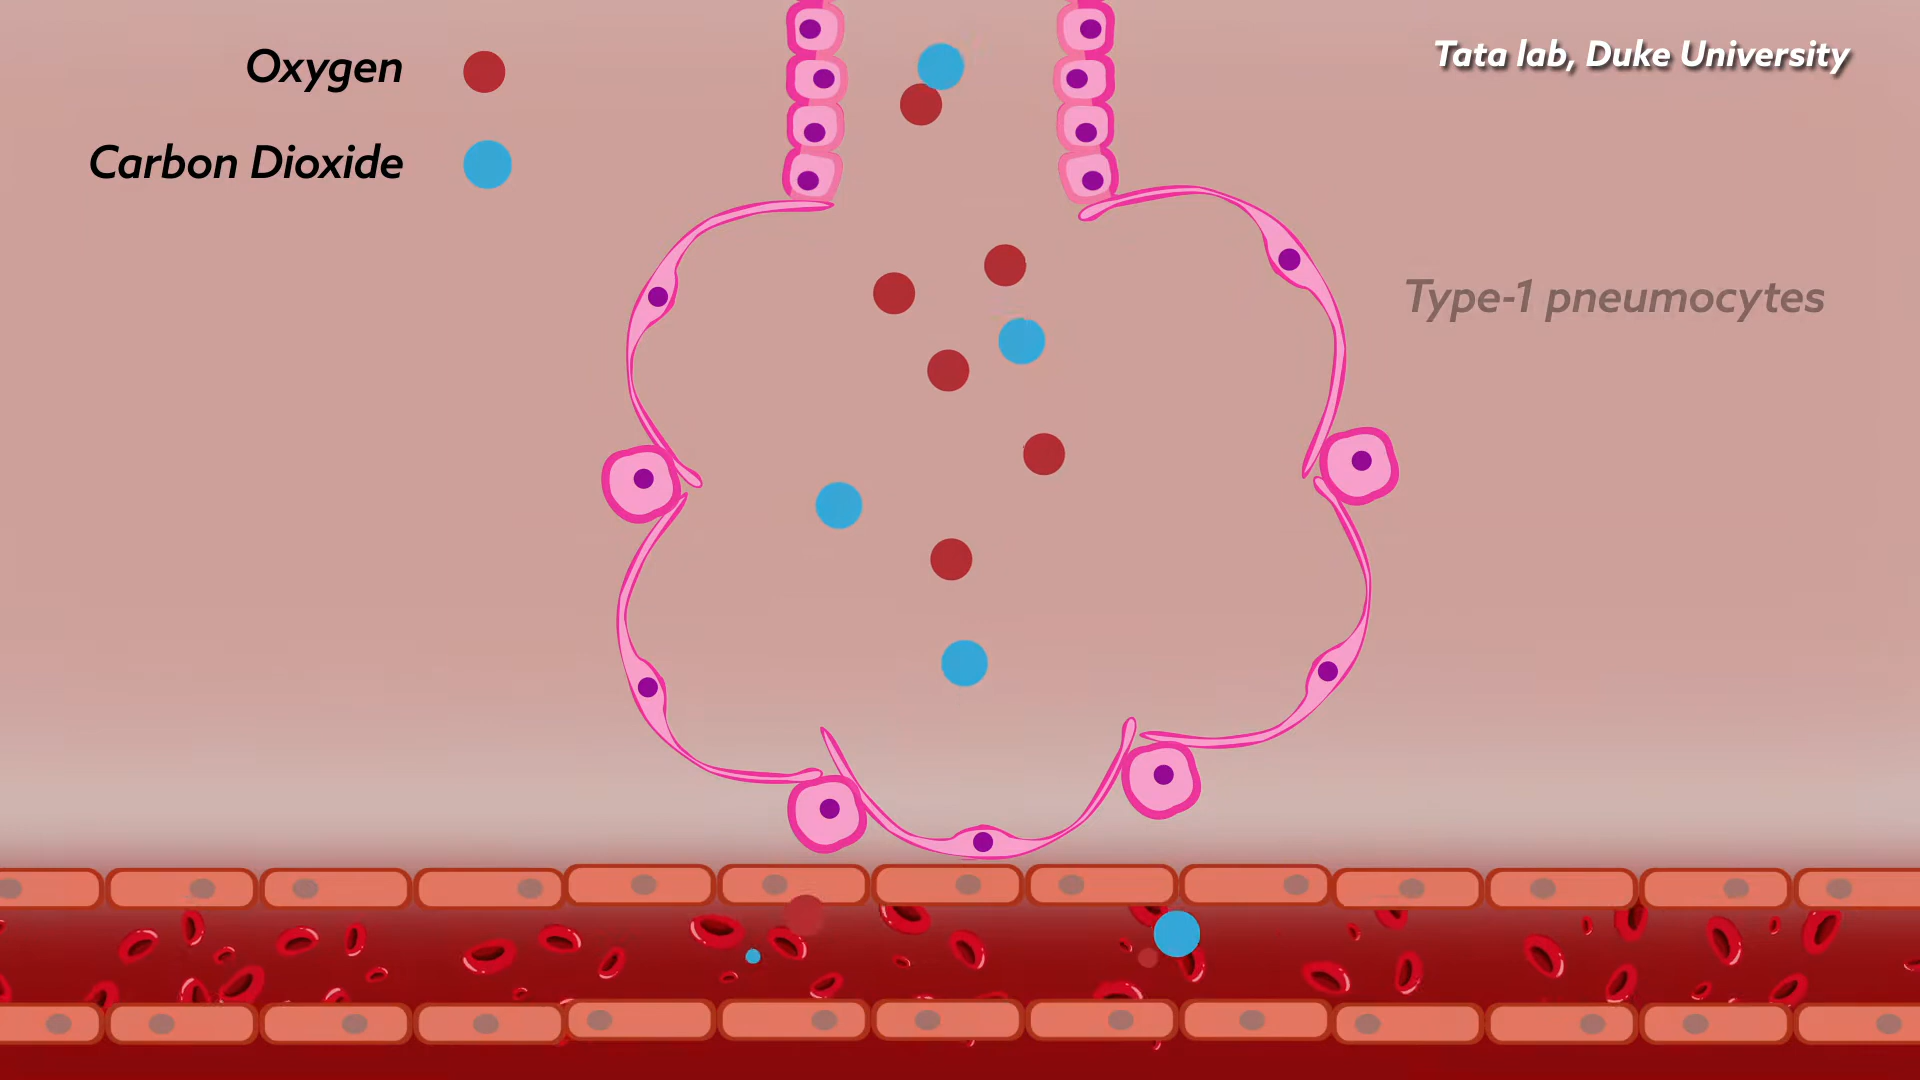 Oxygen
Carbon Dioxide
Tata lab, Duke University
Type-1 pneumocytes